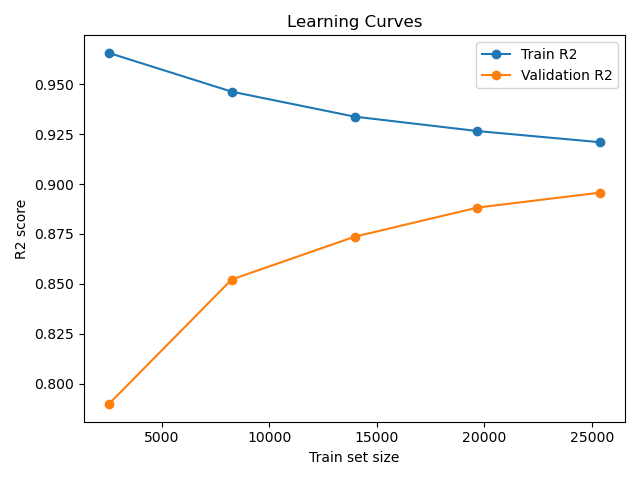 Learning Curves
Train R2
Validation R2
0.950
0.925
0.900
0.875
0.850
0.825
0.800
R2 score
5000 10000 15000 20000 25000
Train set size